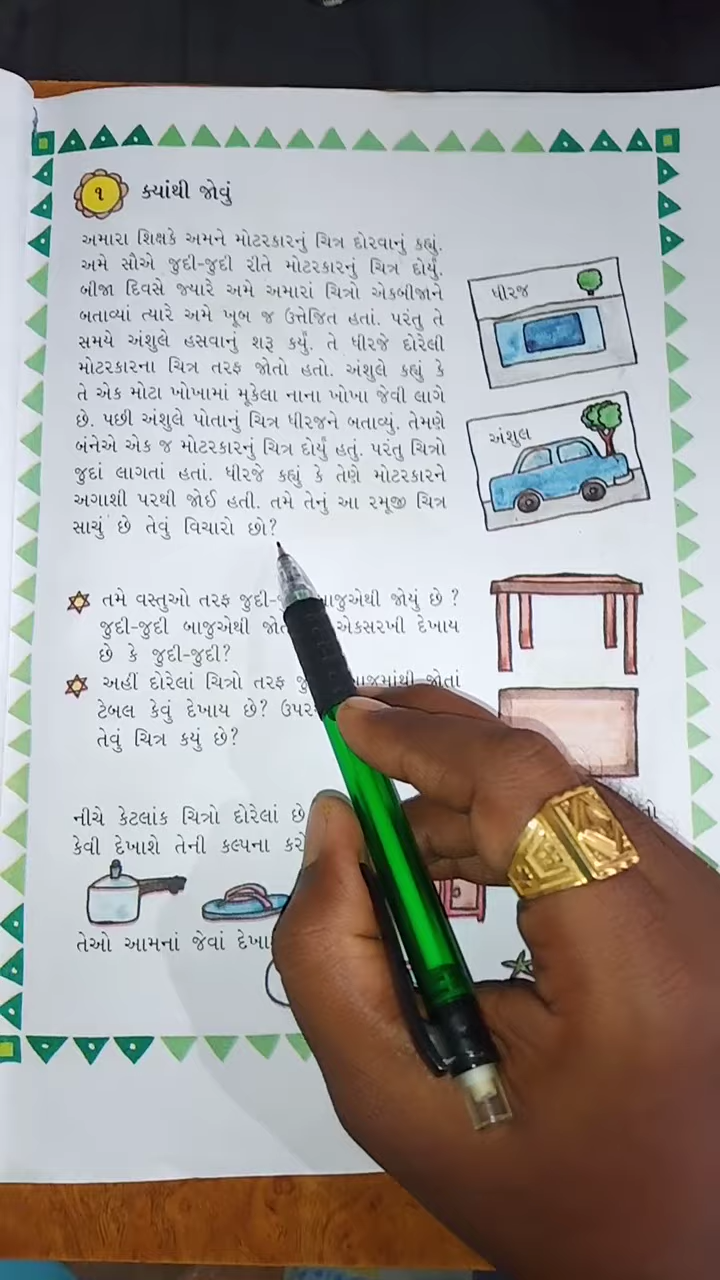 ૧ ક્યાંથી જોવું
અમારા શિક્ષકે અમને મોટરકારનું ચિત્ર દોરવાનું કહ્યું.
અમે સૌએ જુદી-જુદી રીતે મોટરકારનું ચિત્ર દોર્યું.
બીજા દિવસે જ્યારે અમે અમારાં ચિત્રો એકબીજાને
બતાવ્યાં ત્યારે અમે ખૂબ જ ઉત્તેજિત હતાં. પરંતુ તે
સમયે અંશુલે હસવાનું શરૂ કર્યું. તે ધીરજે દોરેલી
મોટરકારના ચિત્ર તરફ જોતો હતો. અંશુલે કહ્યું કે
તે એક મોટા ખોખામાં મૂકેલા નાના ખોખા જેવી લાગે
છે. પછી અંશુલે પોતાનું ચિત્ર ધીરજને બતાવ્યું. તેમણે
બંનેએ એક જ મોટરકારનું ચિત્ર દોર્યું હતું. પરંતુ ચિત્રો
જુદાં લાગતાં હતાં. ધીરજે કહ્યું કે તેણે મોટરકારને
અગાશી પરથી જોઈ હતી. તમે તેનું આ રમૂજી ચિત્ર
સાચું છે તેવું વિચારો છો?
ધીરજ
અંશુલ
તમે વસ્તુઓ તરફ જુદી- બાજુએથી જોયું છે ?
જુદી-જુદી બાજુએથી એકસરખી દેખાય
છે કે જુદી-જુદી?
અહીં દોરેલાં ચિત્રો તરફ જોતાં
ટેબલ કેવું દેખાય છે?
તેવું ચિત્ર કયું છે?
નીચે કેટલાંક ચિત્રો દોરેલાં છે
કેવી દેખાશે તેની કલ્પના
તેઓ આમનાં જેવાં